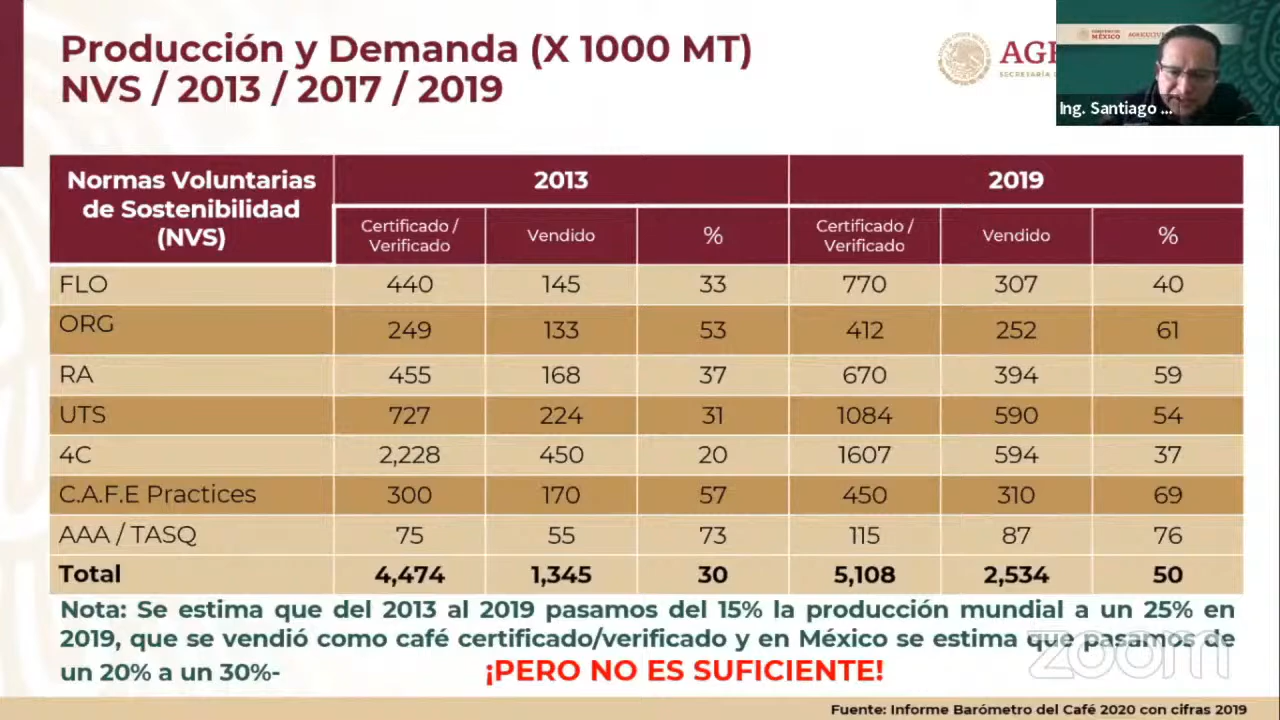 Producción y Demanda (X 1000 MT)
NVS / 2013 / 2017 / 2019
GOBIERNO DE MÉXICO
Ing. Santiago ...
Normas Voluntarias de Sostenibilidad (NVS) 2013 2019
Certificado / Verificado Vendido % Certificado / Verificado Vendido %
FLO 440 145 33 770 307 40
ORG 249 133 53 412 252 61
RA 455 168 37 670 394 59
UTS 727 224 31 1084 590 54
4C 2,228 450 20 1607 594 37
C.A.F.E Practices 300 170 57 450 310 69
AAA / TASQ 75 55 73 115 87 76
Total 4,474 1,345 30 5,108 2,534 50
Nota: Se estima que del 2013 al 2019 pasamos del 15% la producción mundial a un 25% en
2019, que se vendió como café certificado/verificado y en México se estima que pasamos de
un 20% a un 30%- ¡PERO NO ES SUFICIENTE!
zoom
Fuente: Informe Barómetro del Café 2020 con cifras 2019